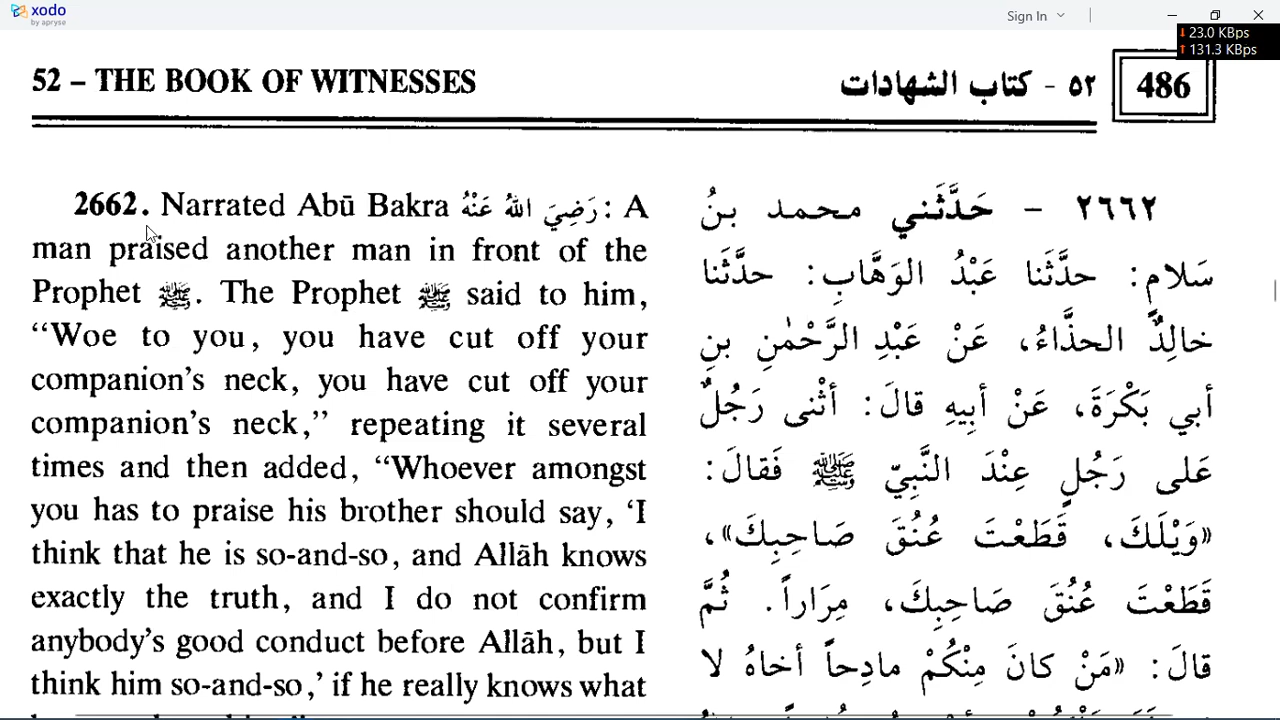 xodo
by apryse
Sign In
23.0 KBps
131.3 KBps
52 – THE BOOK OF WITNESSES
٥٢ - كتاب الشهادات
486
2662. Narrated Abū Bakra رَضِيَ اللهُ عَنْهُ: A
man praised another man in front of the
Prophet ﷺ. The Prophet ﷺ said to him,
“Woe to you, you have cut off your
companion’s neck, you have cut off your
companion’s neck,” repeating it several
times and then added, “Whoever amongst
you has to praise his brother should say, ‘I
think that he is so-and-so, and Allāh knows
exactly the truth, and I do not confirm
anybody’s good conduct before Allāh, but I
think him so-and-so,’ if he really knows what
٢٦٦٢ – حَدَّثَني محمد بنُ
سَلامٍ: حدَّثَنا عَبْدُ الوَهَّابِ: حدَّثَنا
خالِدٌ الحذَّاءُ، عَنْ عَبْدِ الرَّحْمٰنِ بنِ
أبي بَكْرَةَ، عَنْ أبيهِ قالَ: أثْنى رَجُلٌ
عَلى رَجُلٍ عِنْدَ النَّبِيِّ ﷺ فَقالَ:
«وَيْلَكَ، قَطَعْتَ عُنُقَ صَاحِبِكَ»،
قَطَعْتَ عُنُقَ صَاحِبِكَ، مِرَاراً. ثُمَّ
قالَ: «مَنْ كانَ مِنْكُمْ مادِحاً أخاهُ لا